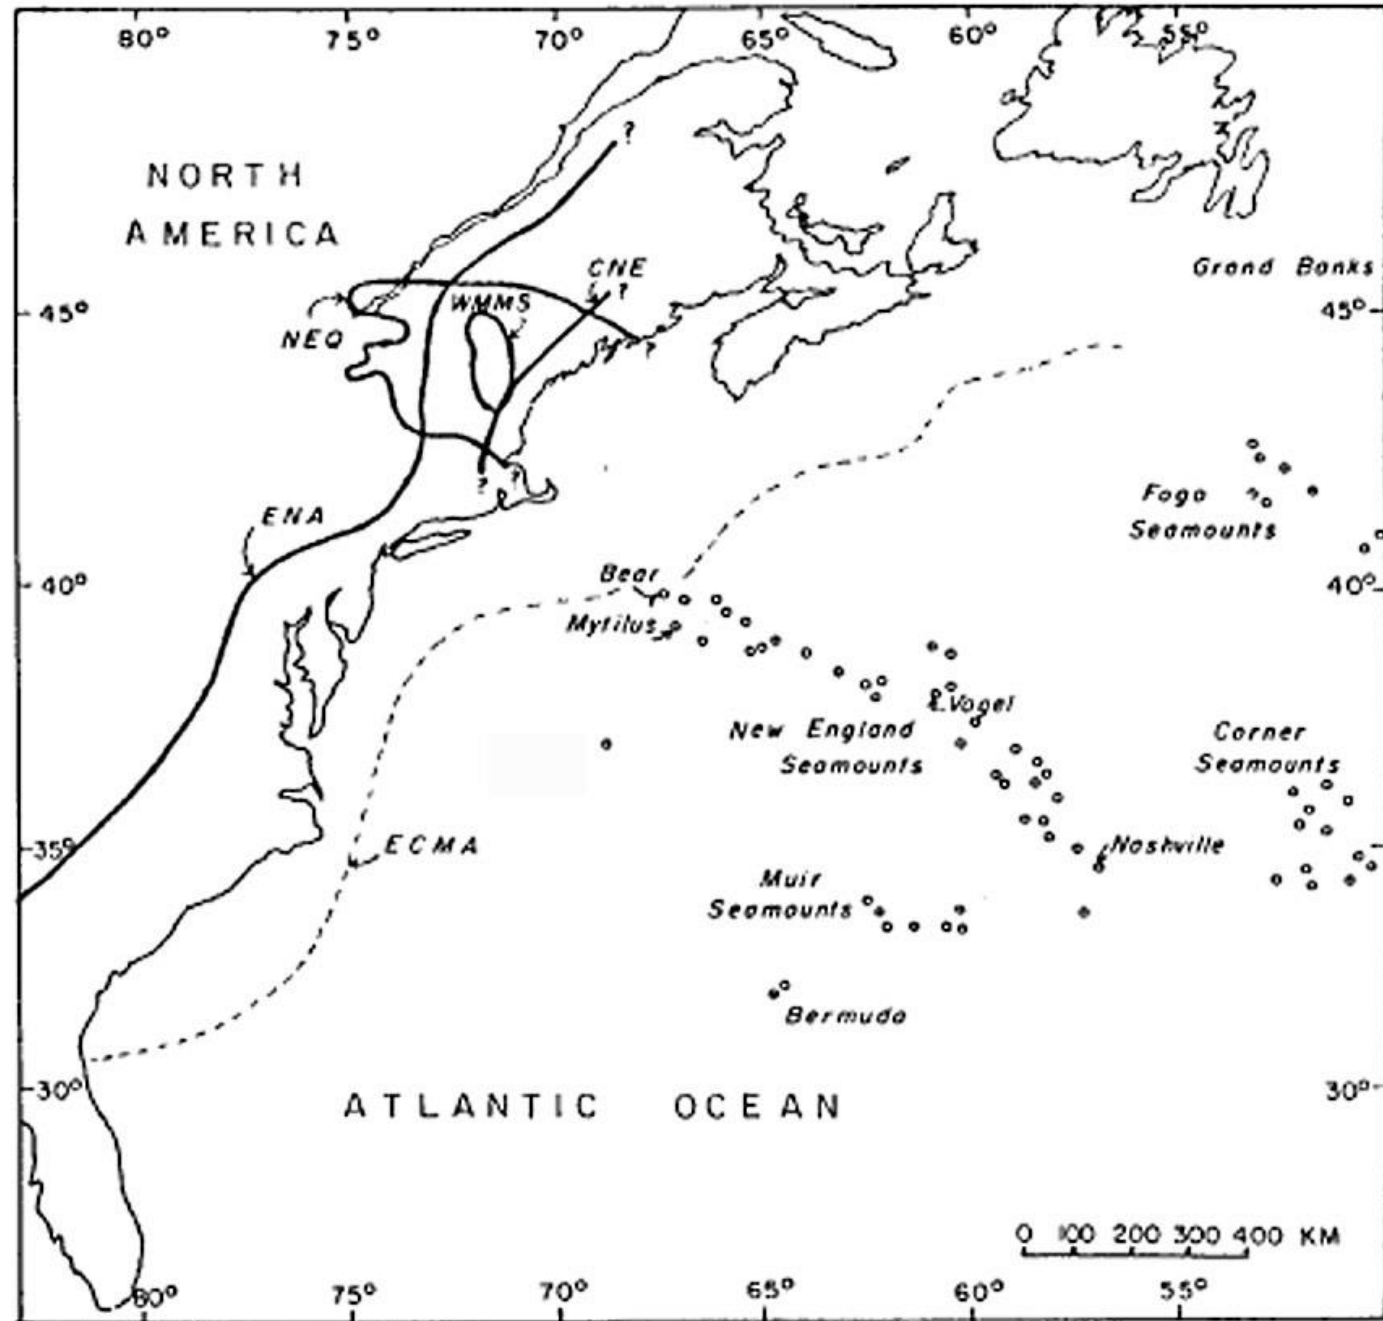 80° 75° 70° 65° 60° 55°
?
NORTH
AMERICA
CNE
?
Grand Banks
WMMS
45° 45°
NEQ
?
? ?
Fogo
Seamounts
ENA
Bear
40° 40°
Mytilus
Vogel
New England
Seamounts
Corner
Seamounts
35° 35°
ECMA
Nashville
Muir
Seamounts
Bermuda
30° 30°
ATLANTIC OCEAN
0 100 200 300 400 KM
80° 75° 70° 65° 60° 55°